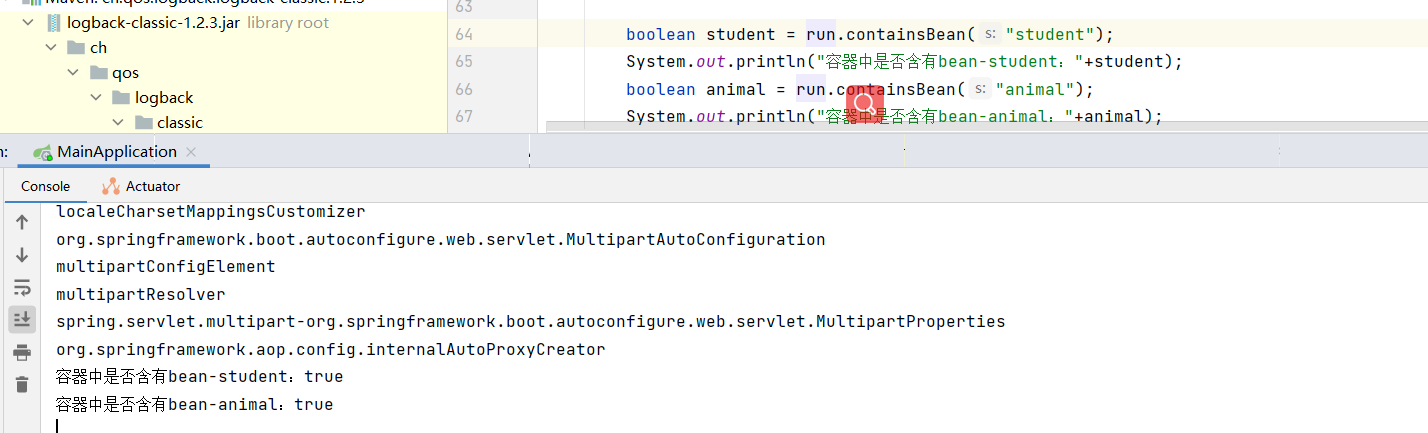 Maven: ch.qos.logback:logback-classic:1.2.3
logback-classic-1.2.3.jar library root
ch
qos
logback
classic
63
64 boolean student = run.containsBean( s: "student");
65 System.out.println("容器中是否含有bean-student："+student);
66 boolean animal = run.containsBean( s: "animal");
67 System.out.println("容器中是否含有bean-animal："+animal);
n: MainApplication
Console Actuator
localeCharsetMappingsCustomizer
org.springframework.boot.autoconfigure.web.servlet.MultipartAutoConfiguration
multipartConfigElement
multipartResolver
spring.servlet.multipart-org.springframework.boot.autoconfigure.web.servlet.MultipartProperties
org.springframework.aop.config.internalAutoProxyCreator
容器中是否含有bean-student：true
容器中是否含有bean-animal：true